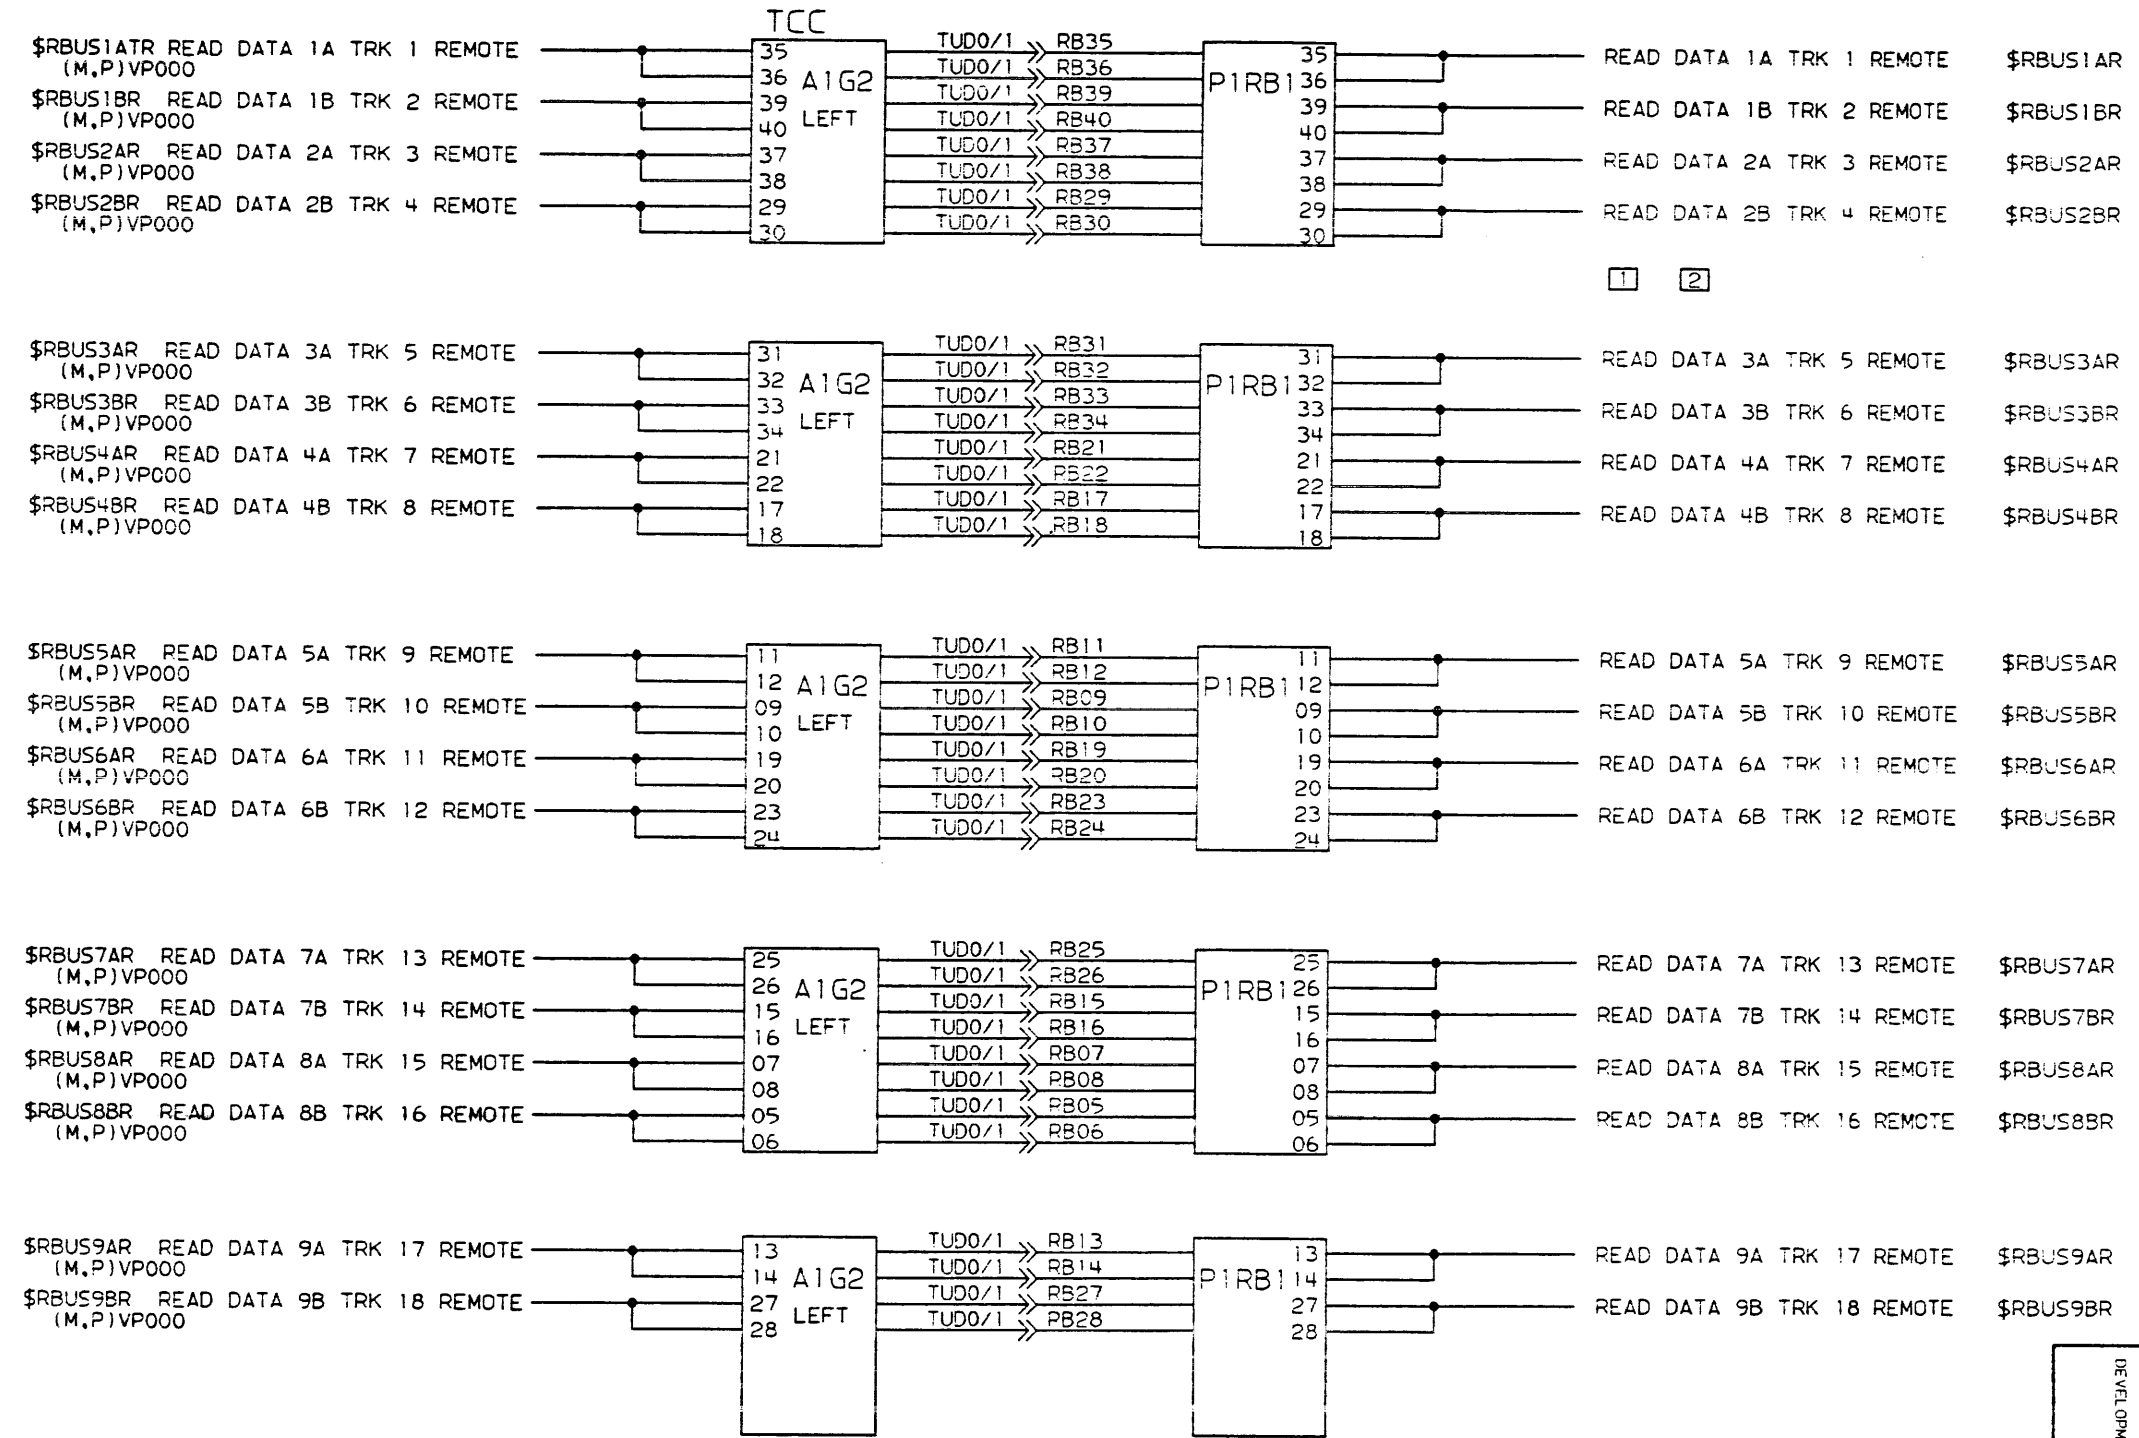 TCC
$RBUS1ATR READ DATA 1A TRK 1 REMOTE
(M,P)VP000
$RBUS1BR READ DATA 1B TRK 2 REMOTE
(M,P)VP000
$RBUS2AR READ DATA 2A TRK 3 REMOTE
(M,P)VP000
$RBUS2BR READ DATA 2B TRK 4 REMOTE
(M,P)VP000
35
36
39
40
37
38
29
30
A1G2
LEFT
TUD0/1 RB35
TUD0/1 RB36
TUD0/1 RB39
TUD0/1 RB40
TUD0/1 RB37
TUD0/1 RB38
TUD0/1 RB29
TUD0/1 RB30
P1RB1
35
36
39
40
37
38
29
30
READ DATA 1A TRK 1 REMOTE $RBUS1AR
READ DATA 1B TRK 2 REMOTE $RBUS1BR
READ DATA 2A TRK 3 REMOTE $RBUS2AR
READ DATA 2B TRK 4 REMOTE $RBUS2BR
1 2
$RBUS3AR READ DATA 3A TRK 5 REMOTE
(M,P)VP000
$RBUS3BR READ DATA 3B TRK 6 REMOTE
(M,P)VP000
$RBUS4AR READ DATA 4A TRK 7 REMOTE
(M,P)VP000
$RBUS4BR READ DATA 4B TRK 8 REMOTE
(M,P)VP000
31
32
33
34
21
22
17
18
A1G2
LEFT
TUD0/1 RB31
TUD0/1 RB32
TUD0/1 RB33
TUD0/1 RB34
TUD0/1 RB21
TUD0/1 RB22
TUD0/1 RB17
TUD0/1 RB18
P1RB1
31
32
33
34
21
22
17
18
READ DATA 3A TRK 5 REMOTE $RBUS3AR
READ DATA 3B TRK 6 REMOTE $RBUS3BR
READ DATA 4A TRK 7 REMOTE $RBUS4AR
READ DATA 4B TRK 8 REMOTE $RBUS4BR
$RBUS5AR READ DATA 5A TRK 9 REMOTE
(M,P)VP000
$RBUS5BR READ DATA 5B TRK 10 REMOTE
(M,P)VP000
$RBUS6AR READ DATA 6A TRK 11 REMOTE
(M,P)VP000
$RBUS6BR READ DATA 6B TRK 12 REMOTE
(M,P)VP000
11
12
09
10
19
20
23
24
A1G2
LEFT
TUD0/1 RB11
TUD0/1 RB12
TUD0/1 RB09
TUD0/1 RB10
TUD0/1 RB19
TUD0/1 RB20
TUD0/1 RB23
TUD0/1 RB24
P1RB1
11
12
09
10
19
20
23
24
READ DATA 5A TRK 9 REMOTE $RBUS5AR
READ DATA 5B TRK 10 REMOTE $RBUS5BR
READ DATA 6A TRK 11 REMOTE $RBUS6AR
READ DATA 6B TRK 12 REMOTE $RBUS6BR
$RBUS7AR READ DATA 7A TRK 13 REMOTE
(M,P)VP000
$RBUS7BR READ DATA 7B TRK 14 REMOTE
(M,P)VP000
$RBUS8AR READ DATA 8A TRK 15 REMOTE
(M,P)VP000
$RBUS8BR READ DATA 8B TRK 16 REMOTE
(M,P)VP000
25
26
15
16
07
08
05
06
A1G2
LEFT
TUD0/1 RB25
TUD0/1 RB26
TUD0/1 RB15
TUD0/1 RB16
TUD0/1 RB07
TUD0/1 RB08
TUD0/1 RB05
TUD0/1 RB06
P1RB1
25
26
15
16
07
08
05
06
READ DATA 7A TRK 13 REMOTE $RBUS7AR
READ DATA 7B TRK 14 REMOTE $RBUS7BR
READ DATA 8A TRK 15 REMOTE $RBUS8AR
READ DATA 8B TRK 16 REMOTE $RBUS8BR
$RBUS9AR READ DATA 9A TRK 17 REMOTE
(M,P)VP000
$RBUS9BR READ DATA 9B TRK 18 REMOTE
(M,P)VP000
13
14
27
28
A1G2
LEFT
TUD0/1 RB13
TUD0/1 RB14
TUD0/1 RB27
TUD0/1 RB28
P1RB1
13
14
27
28
READ DATA 9A TRK 17 REMOTE $RBUS9AR
READ DATA 9B TRK 18 REMOTE $RBUS9BR
DEVELOPM